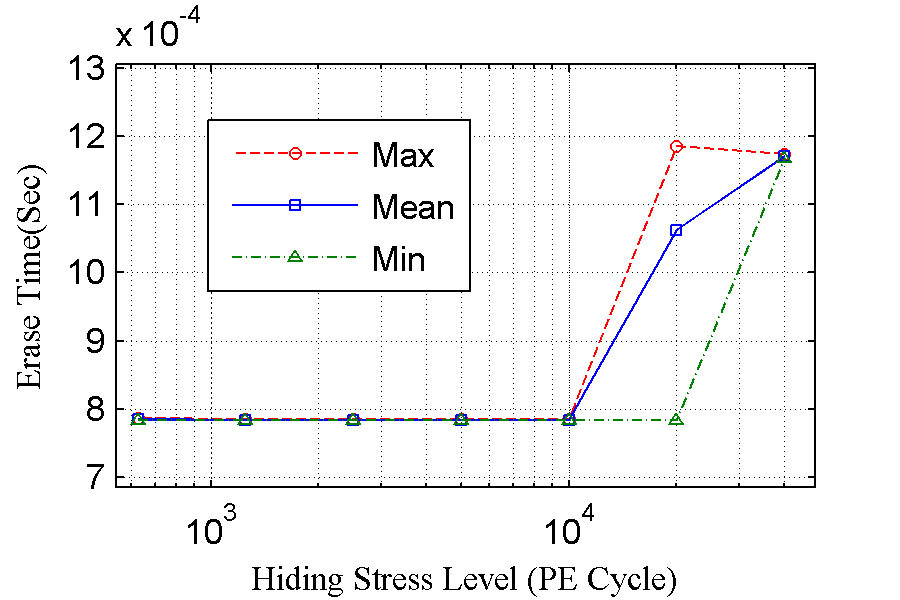 x 10^-4
13
12
11
10
9
8
7
Erase Time(Sec)
Max
Mean
Min
10^3
10^4
Hiding Stress Level (PE Cycle)